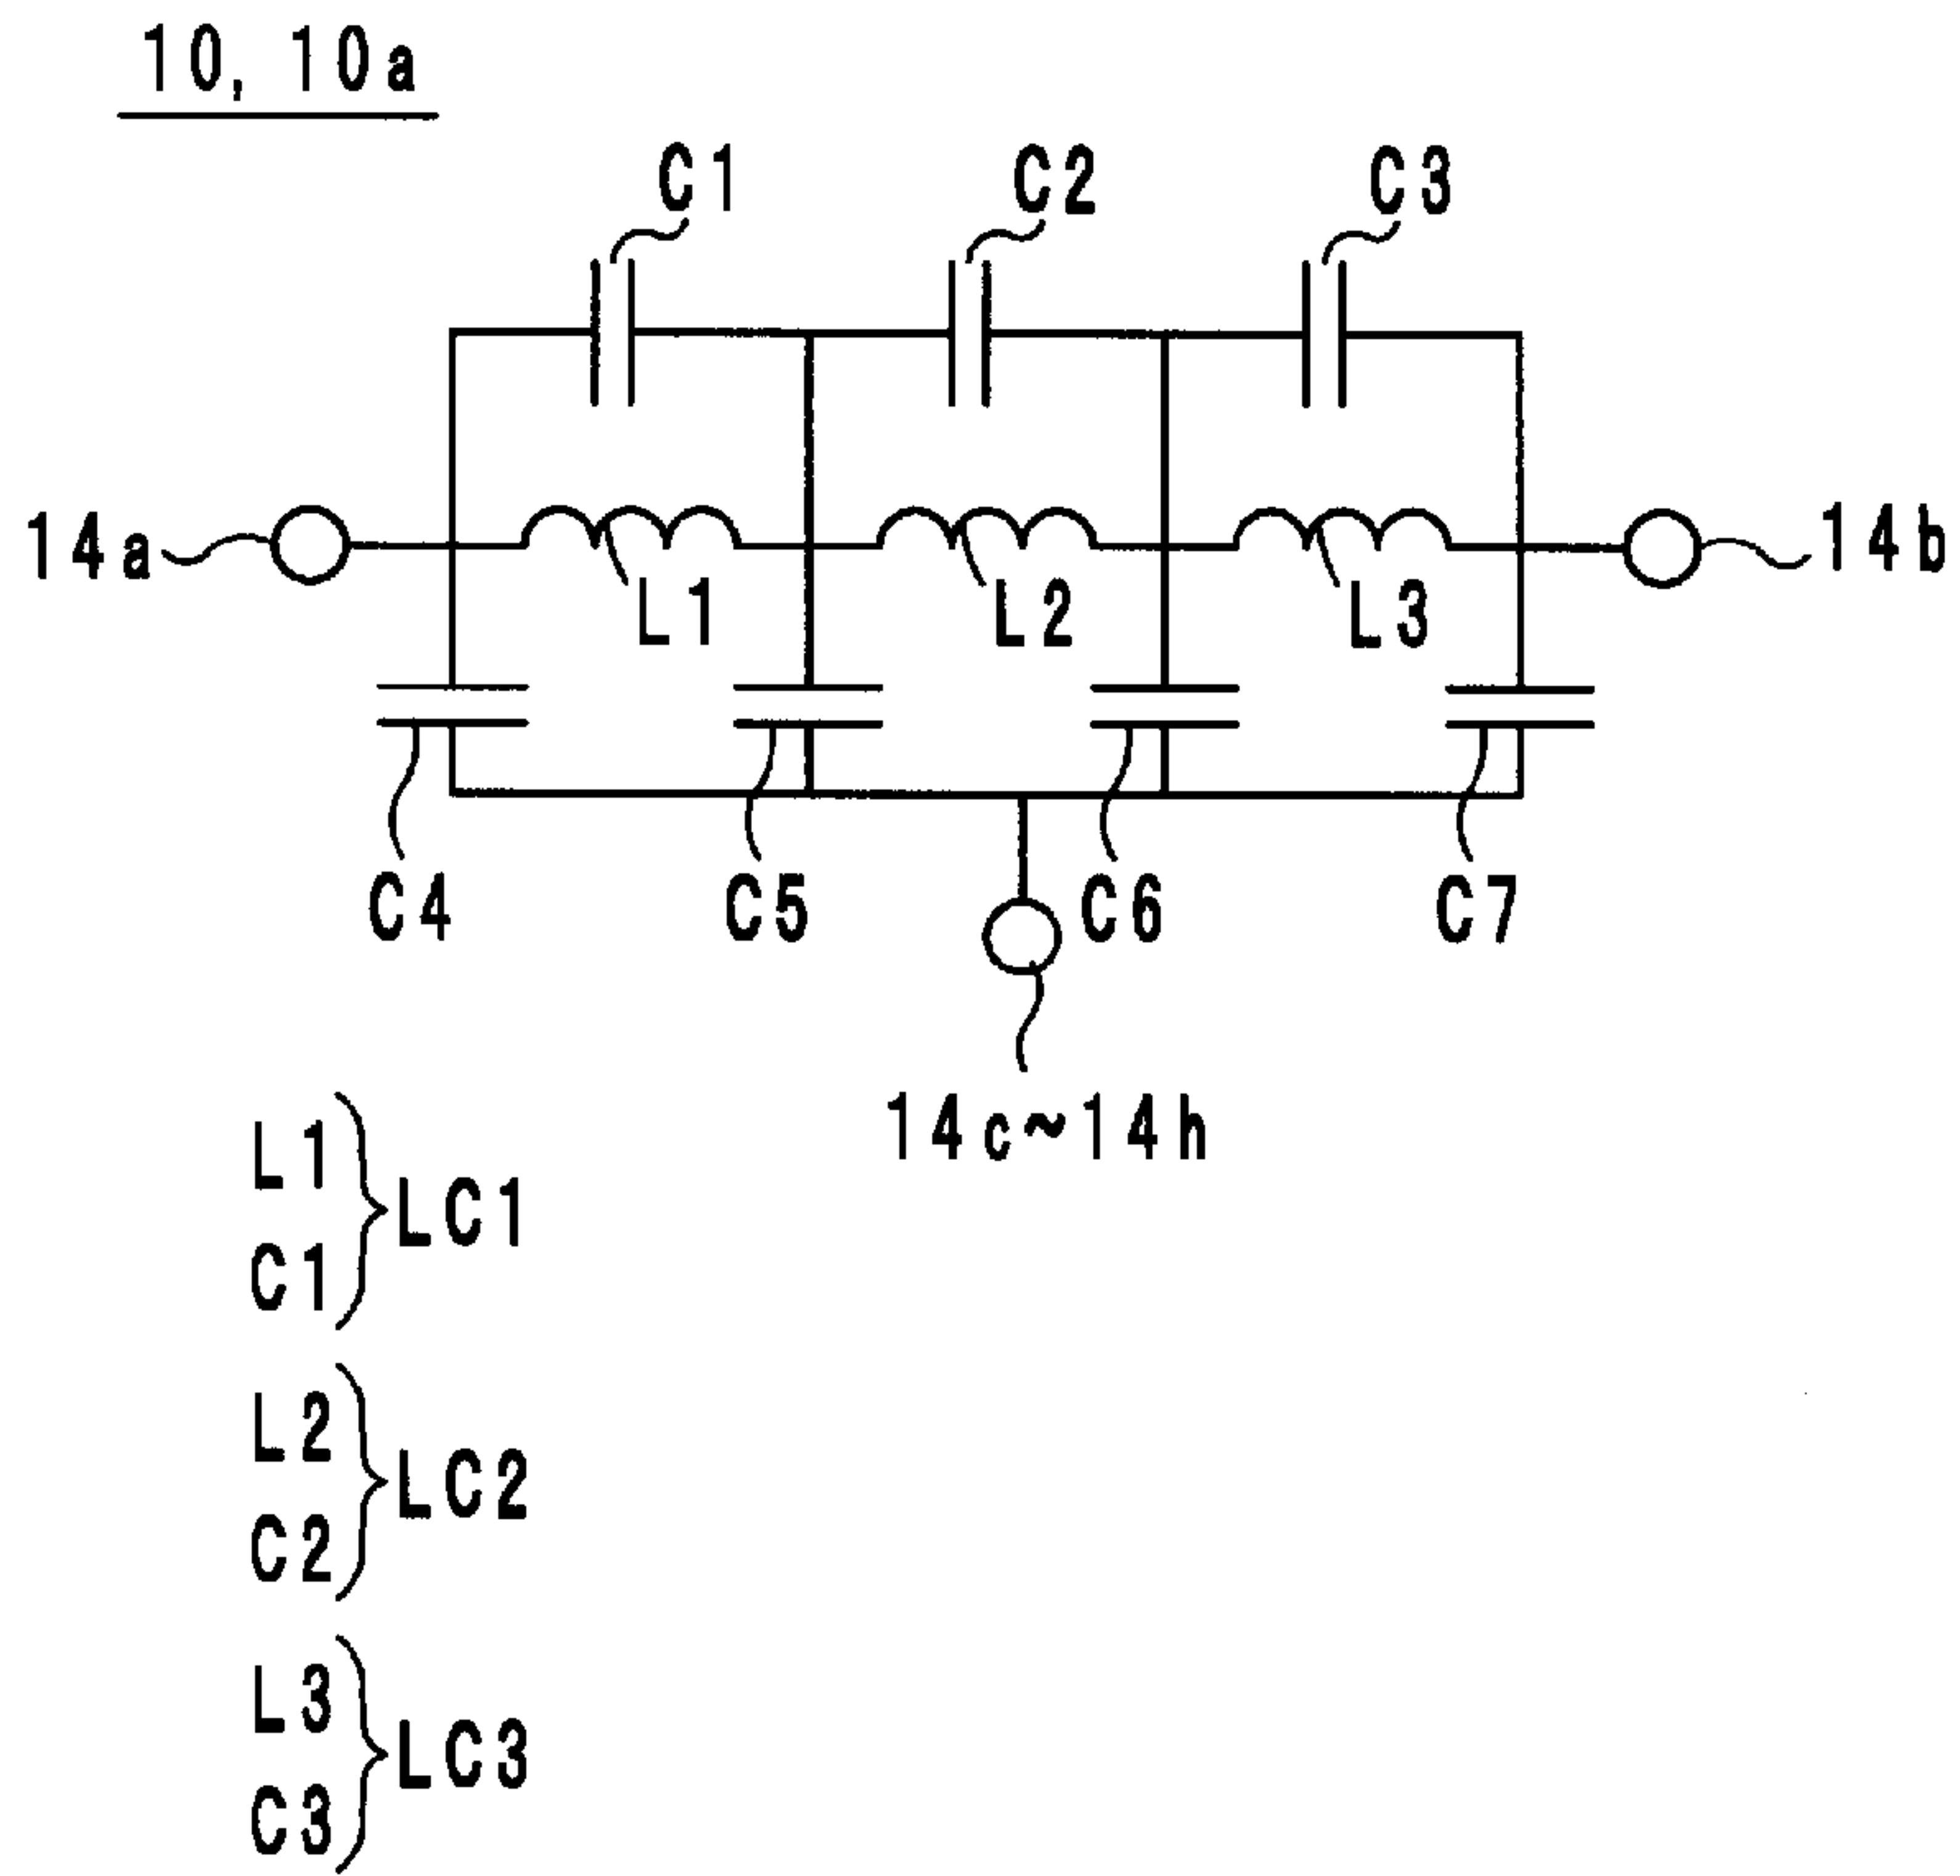 10, 10a
C1 C2 C3
14a 14b
L1 L2 L3
C4 C5 C6 C7
14c~14h
L1
LC1
C1
L2
LC2
C2
L3
LC3
C3